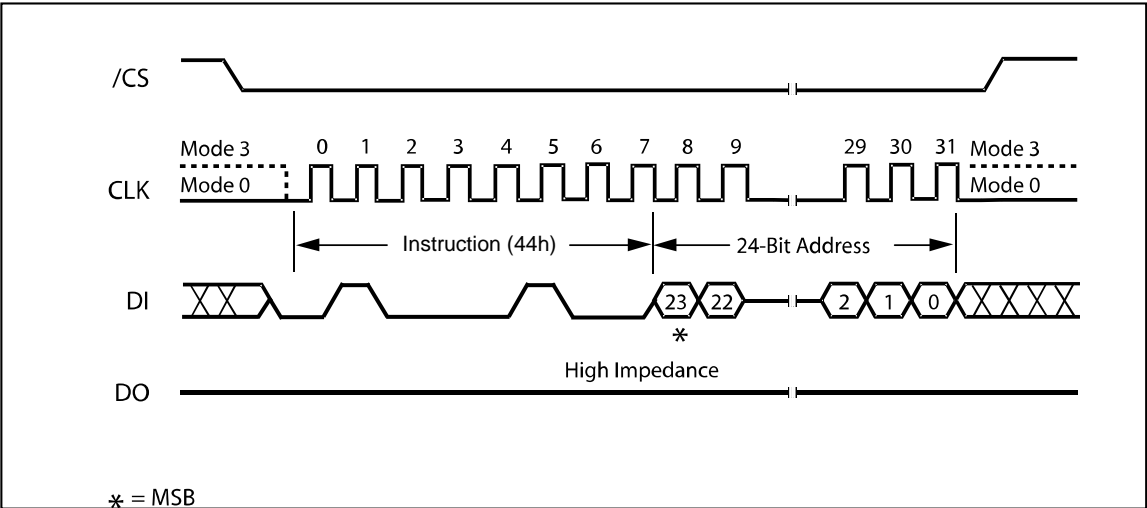 /CS
Mode 3 0 1 2 3 4 5 6 7 8 9 29 30 31 Mode 3
CLK Mode 0 Mode 0
Instruction (44h) 24-Bit Address
DI 23 22 2 1 0
*
High Impedance
DO
* = MSB